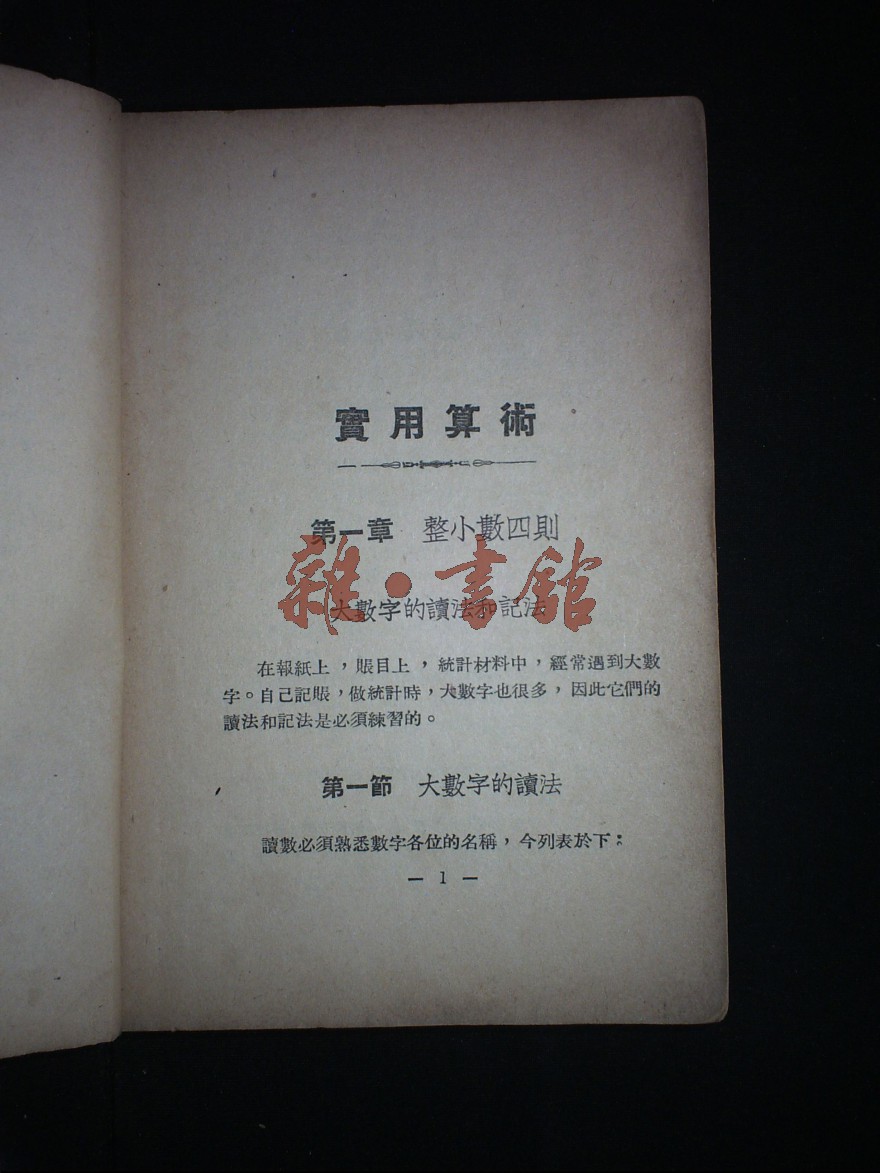 實用算術
第一章 整小數四則
雜·書舘
大數字的讀法和記法
在報紙上，賬目上，統計材料中，經常遇到大數
字。自己記賬，做統計時，大數字也很多，因此它們的
讀法和記法是必須練習的。
第一節 大數字的讀法
讀數必須熟悉數字各位的名稱，今列表於下：
— 1 —